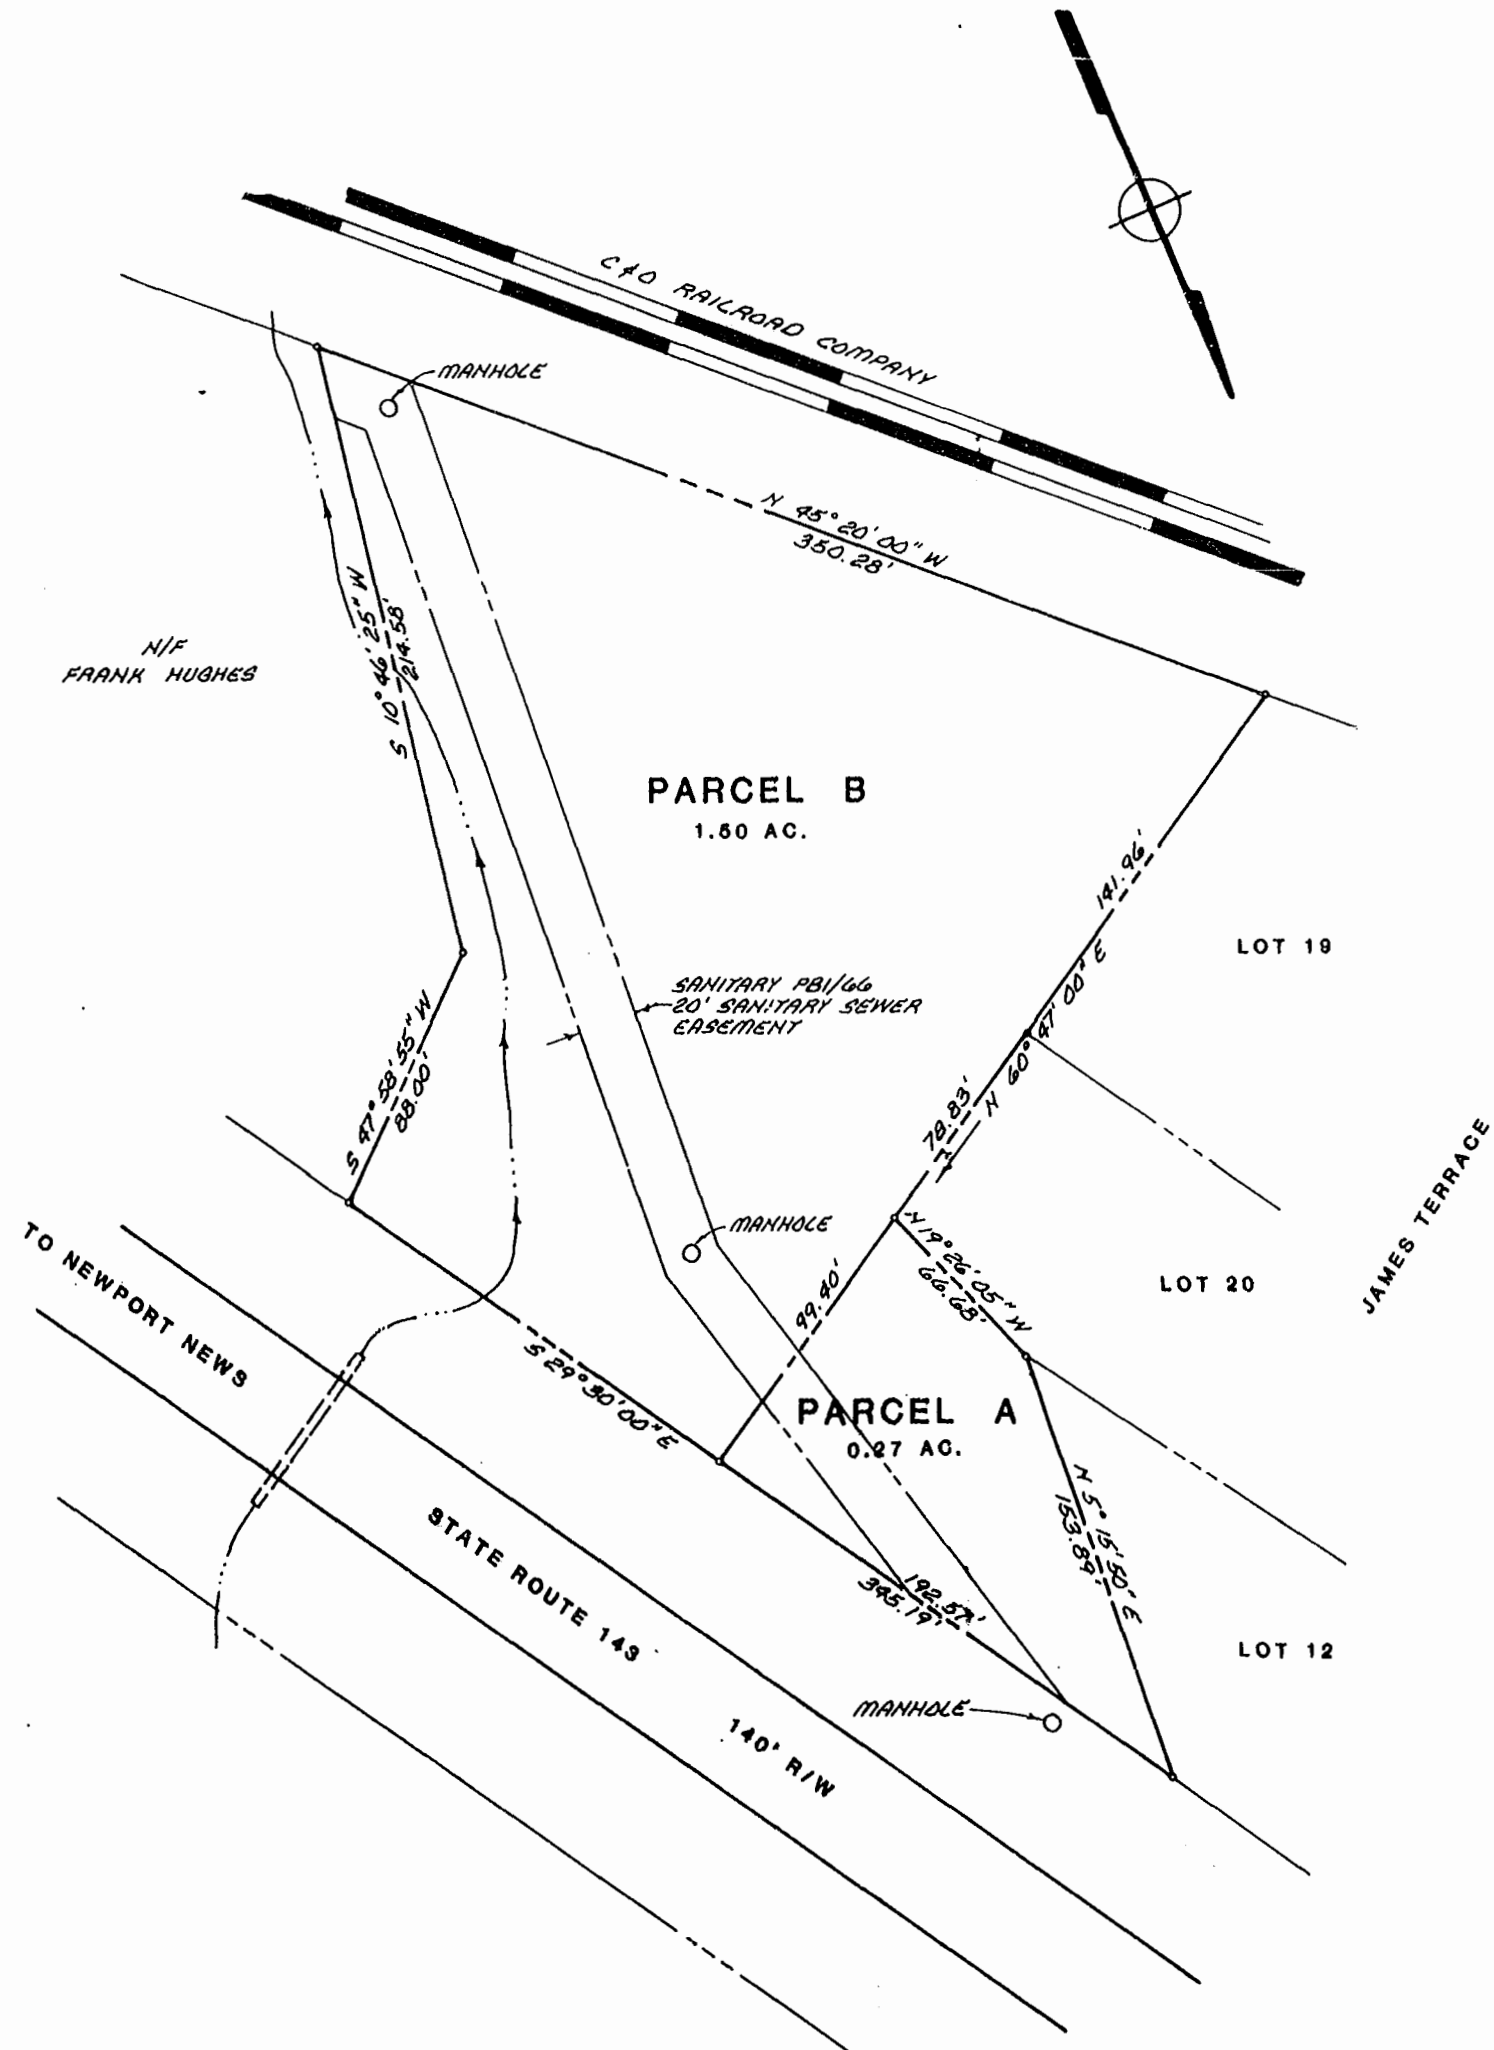 C&O RAILROAD COMPANY
MANHOLE
N 45° 20' 00" W
350.28'
N/F
FRANK HUGHES
S 10° 46' 25" W
214.58'
PARCEL B
1.50 AC.
141.96'
LOT 19
SANITARY PB1/66
20' SANITARY SEWER
EASEMENT
N 60° 47' 00" E
S 47° 58' 55" W
88.00'
78.83'
JAMES TERRACE
MANHOLE
N 19° 26' 05" W
66.68'
LOT 20
TO NEWPORT NEWS
99.40'
S 29° 30' 00" E
PARCEL A
0.27 AC.
N 5° 15' 50" E
153.89'
STATE ROUTE 143
192.57'
345.19'
LOT 12
MANHOLE
140' R/W